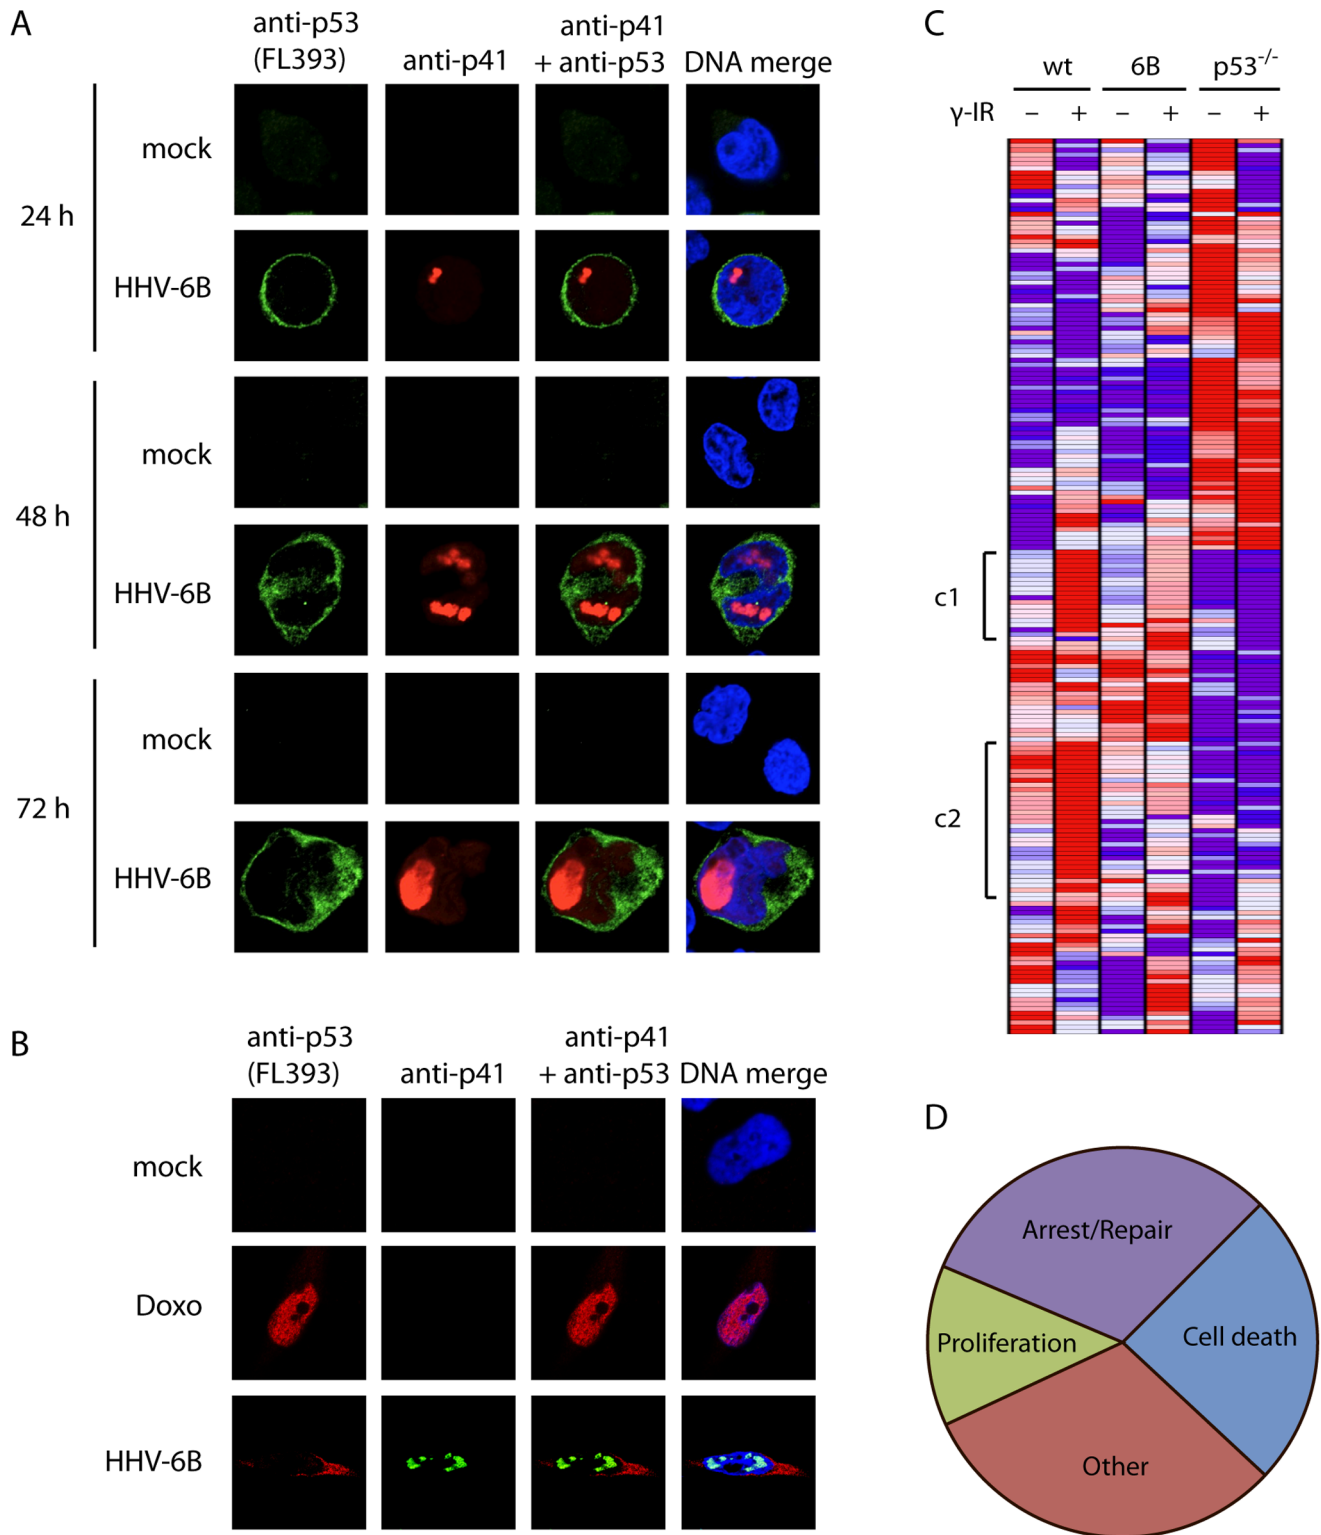 A
anti-p53
(FL393)
anti-p41
anti-p41
+ anti-p53
DNA merge
24 h
mock
HHV-6B
48 h
mock
HHV-6B
72 h
mock
HHV-6B
B
anti-p53
(FL393)
anti-p41
anti-p41
+ anti-p53
DNA merge
mock
Doxo
HHV-6B
C
wt 6B p53-/-
γ-IR – + – + – +
c1
c2
D
Arrest/Repair
Cell death
Proliferation
Other